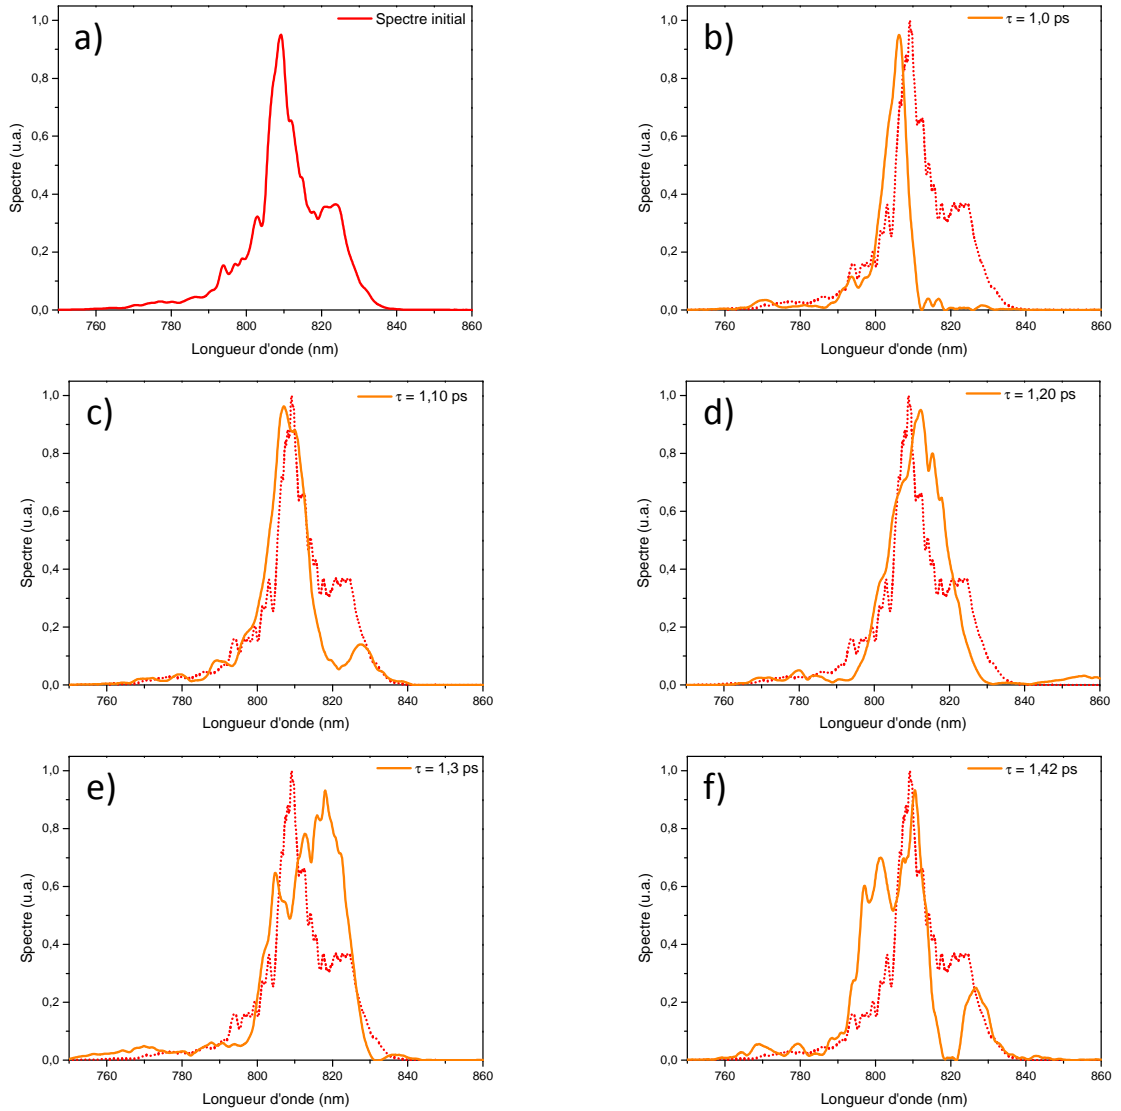 a)
Spectre initial
Spectre (u.a.)
1,0
0,8
0,6
0,4
0,2
0,0
760 780 800 820 840 860
Longueur d'onde (nm)
b)
τ = 1,0 ps
Spectre (u.a.)
1,0
0,8
0,6
0,4
0,2
0,0
760 780 800 820 840 860
Longueur d'onde (nm)
c)
τ = 1,10 ps
Spectre (u.a.)
1,0
0,8
0,6
0,4
0,2
0,0
760 780 800 820 840 860
Longueur d'onde (nm)
d)
τ = 1,20 ps
Spectre (u.a.)
1,0
0,8
0,6
0,4
0,2
0,0
760 780 800 820 840 860
Longueur d'onde (nm)
e)
τ = 1,3 ps
Spectre (u.a.)
1,0
0,8
0,6
0,4
0,2
0,0
760 780 800 820 840 860
Longueur d'onde (nm)
f)
τ = 1,42 ps
Spectre (u.a.)
1,0
0,8
0,6
0,4
0,2
0,0
760 780 800 820 840 860
Longueur d'onde (nm)